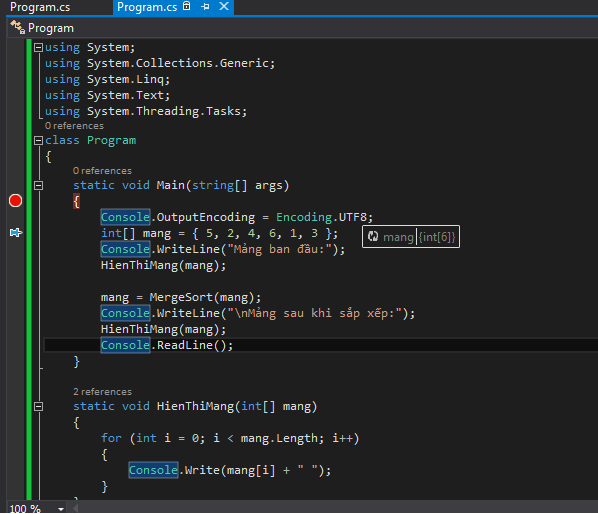 Program.cs Program.cs
Program
using System;
using System.Collections.Generic;
using System.Linq;
using System.Text;
using System.Threading.Tasks;
0 references
class Program
{
0 references
static void Main(string[] args)
{
Console.OutputEncoding = Encoding.UTF8;
int[] mang = { 5, 2, 4, 6, 1, 3 }; mang {int[6]}
Console.WriteLine("Mảng ban đầu:");
HienThiMang(mang);
mang = MergeSort(mang);
Console.WriteLine("\nMảng sau khi sắp xếp:");
HienThiMang(mang);
Console.ReadLine();
}
2 references
static void HienThiMang(int[] mang)
{
for (int i = 0; i < mang.Length; i++)
{
Console.Write(mang[i] + " ");
}
100 %